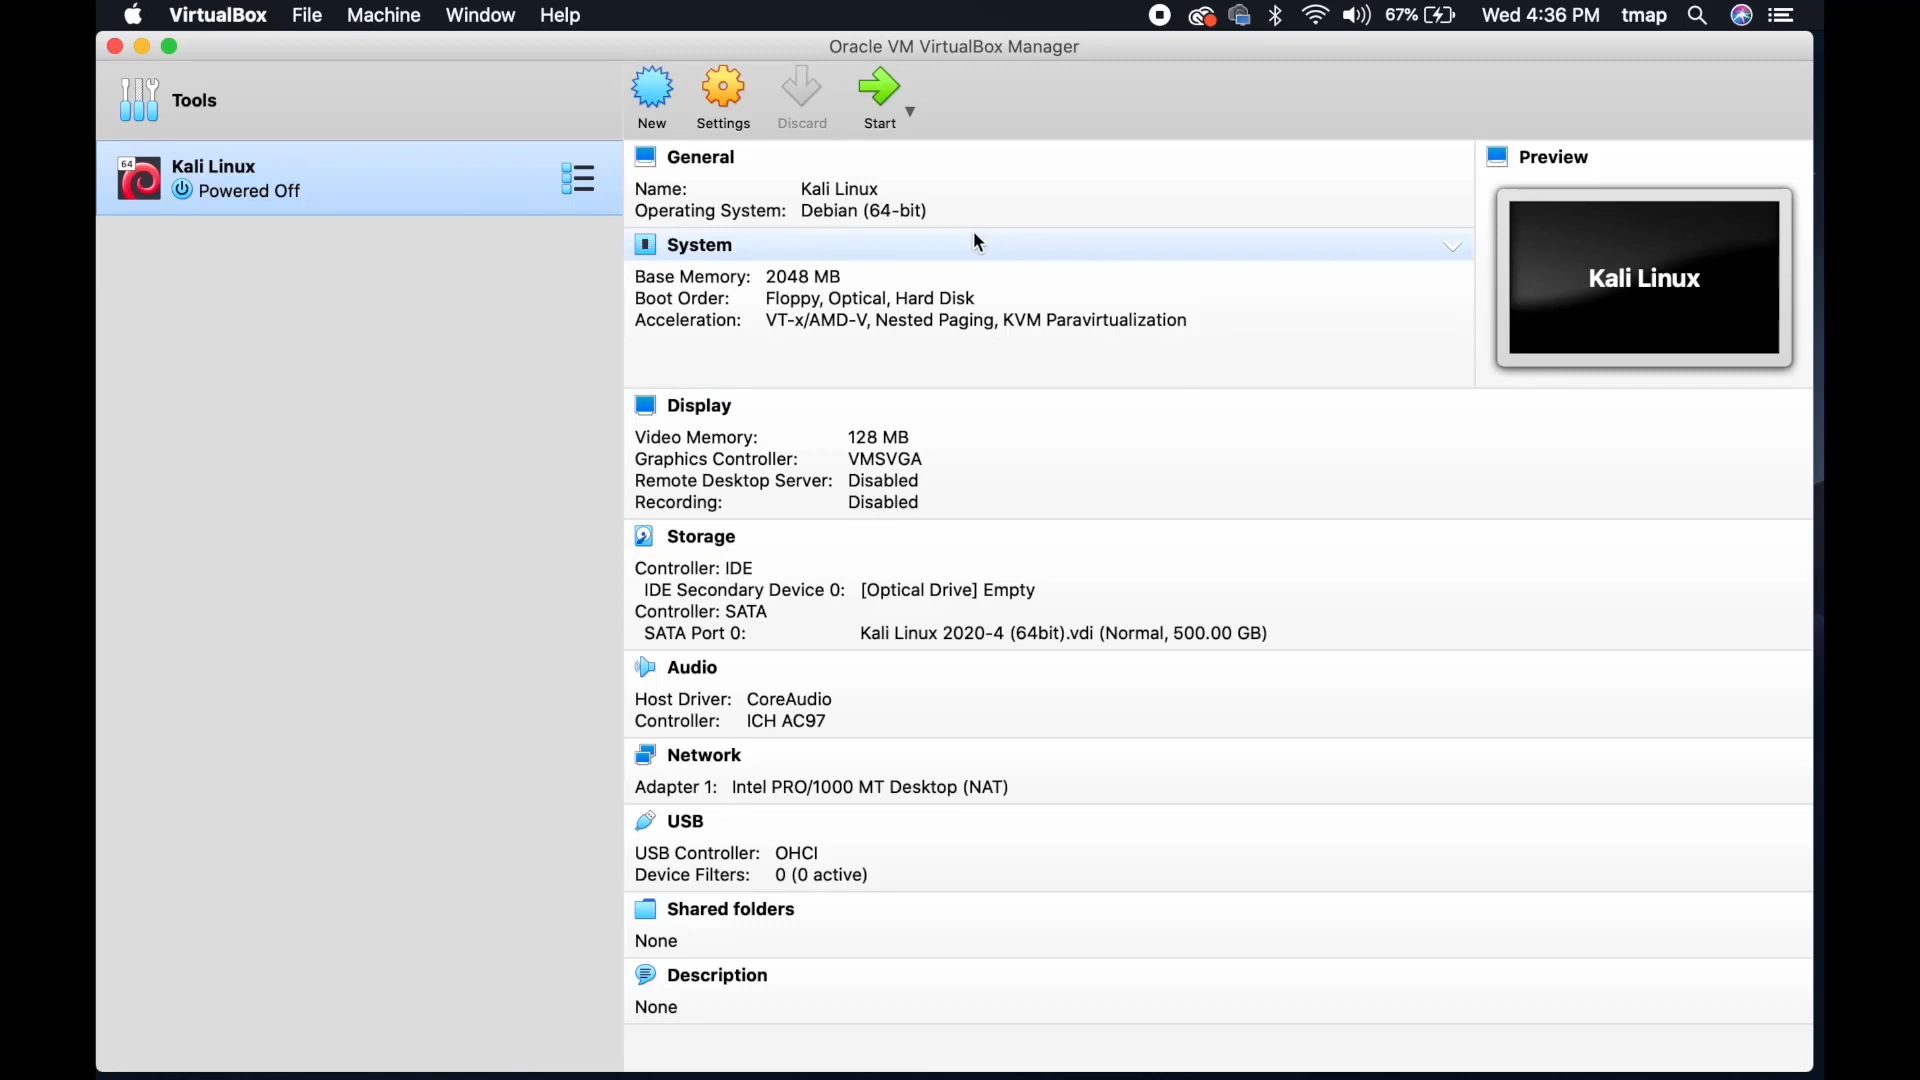 VirtualBox File Machine Window Help 67% Wed 4:36 PM tmap
Oracle VM VirtualBox Manager
Tools
New Settings Discard Start
64
Kali Linux
Powered Off
General
Name: Kali Linux
Operating System: Debian (64-bit)
Preview
Kali Linux
System
Base Memory: 2048 MB
Boot Order: Floppy, Optical, Hard Disk
Acceleration: VT-x/AMD-V, Nested Paging, KVM Paravirtualization
Display
Video Memory: 128 MB
Graphics Controller: VMSVGA
Remote Desktop Server: Disabled
Recording: Disabled
Storage
Controller: IDE
IDE Secondary Device 0: [Optical Drive] Empty
Controller: SATA
SATA Port 0: Kali Linux 2020-4 (64bit).vdi (Normal, 500.00 GB)
Audio
Host Driver: CoreAudio
Controller: ICH AC97
Network
Adapter 1: Intel PRO/1000 MT Desktop (NAT)
USB
USB Controller: OHCI
Device Filters: 0 (0 active)
Shared folders
None
Description
None